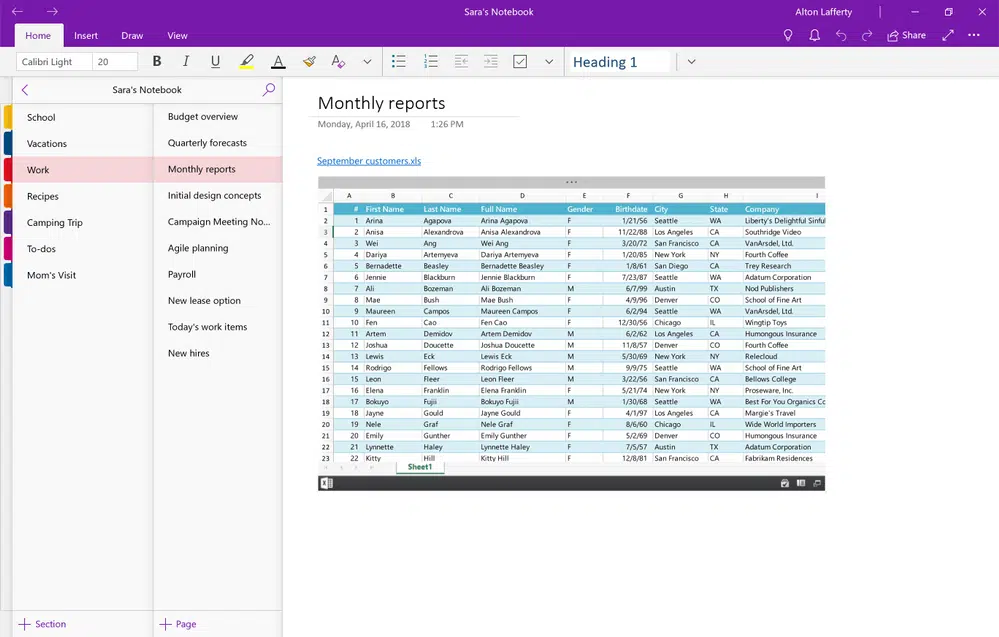 Sara's Notebook
Alton Lafferty
Home Insert Draw View
Share
Calibri Light 20 B I U A A Heading 1
Sara's Notebook
School
Vacations
Work
Recipes
Camping Trip
To-dos
Mom's Visit
Section
Budget overview
Quarterly forecasts
Monthly reports
Initial design concepts
Campaign Meeting No...
Agile planning
Payroll
New lease option
Today's work items
New hires
Page
Monthly reports
Monday, April 16, 2018 1:26 PM
September customers.xls
A B C D E F G H I
1 # First Name Last Name Full Name Gender Birthdate City State Company
2 1 Arina Agapova Arina Agapova F 1/21/56 Seattle WA Liberty's Delightful Sinful
3 2 Anisa Alexandrova Anisa Alexandrova F 11/22/88 Los Angeles CA Southridge Video
4 3 Wei Ang Wei Ang F 3/20/72 San Francisco CA VanArsdel, Ltd.
5 4 Dariya Artemyeva Dariya Artemyeva F 1/20/85 New York NY Fourth Coffee
6 5 Bernadette Beasley Bernadette Beasley F 1/8/61 San Diego CA Trey Research
7 6 Jennie Blackburn Jennie Blackburn F 7/23/87 Seattle WA Adatum Corporation
8 7 Ali Bozeman Ali Bozeman M 6/7/99 Austin TX Nod Publishers
9 8 Mae Bush Mae Bush F 4/9/96 Denver CO School of Fine Art
10 9 Maureen Campos Maureen Campos F 6/2/94 Seattle WA VanArsdel, Ltd.
11 10 Fen Cao Fen Cao F 12/30/56 Chicago IL Wingtip Toys
12 11 Artem Demidov Artem Demidov M 6/2/62 Los Angeles CA Humongous Insurance
13 12 Joshua Doucette Joshua Doucette M 11/8/57 Denver CO Fourth Coffee
14 13 Lewis Eck Lewis Eck M 5/30/69 New York NY Relecloud
15 14 Rodrigo Fellows Rodrigo Fellows M 9/9/75 Seattle WA School of Fine Art
16 15 Leon Fleer Leon Fleer M 3/22/56 San Francisco CA Bellows College
17 16 Elena Franklin Elena Franklin F 5/21/74 New York NY Proseware, Inc.
18 17 Bokuyo Fujii Bokuyo Fujii M 1/30/68 Seattle WA Best For You Organics Co
19 18 Jayne Gould Jayne Gould F 4/1/97 Los Angeles CA Margie's Travel
20 19 Nele Graf Nele Graf F 8/6/60 Chicago IL Wide World Importers
21 20 Emily Gunther Emily Gunther F 5/2/69 Denver CO Humongous Insurance
22 21 Lynnette Haley Lynnette Haley F 7/5/57 Austin TX Adatum Corporation
23 22 Kitty Hill Kitty Hill F 12/8/81 San Francisco CA Fabrikam Residences
Sheet1